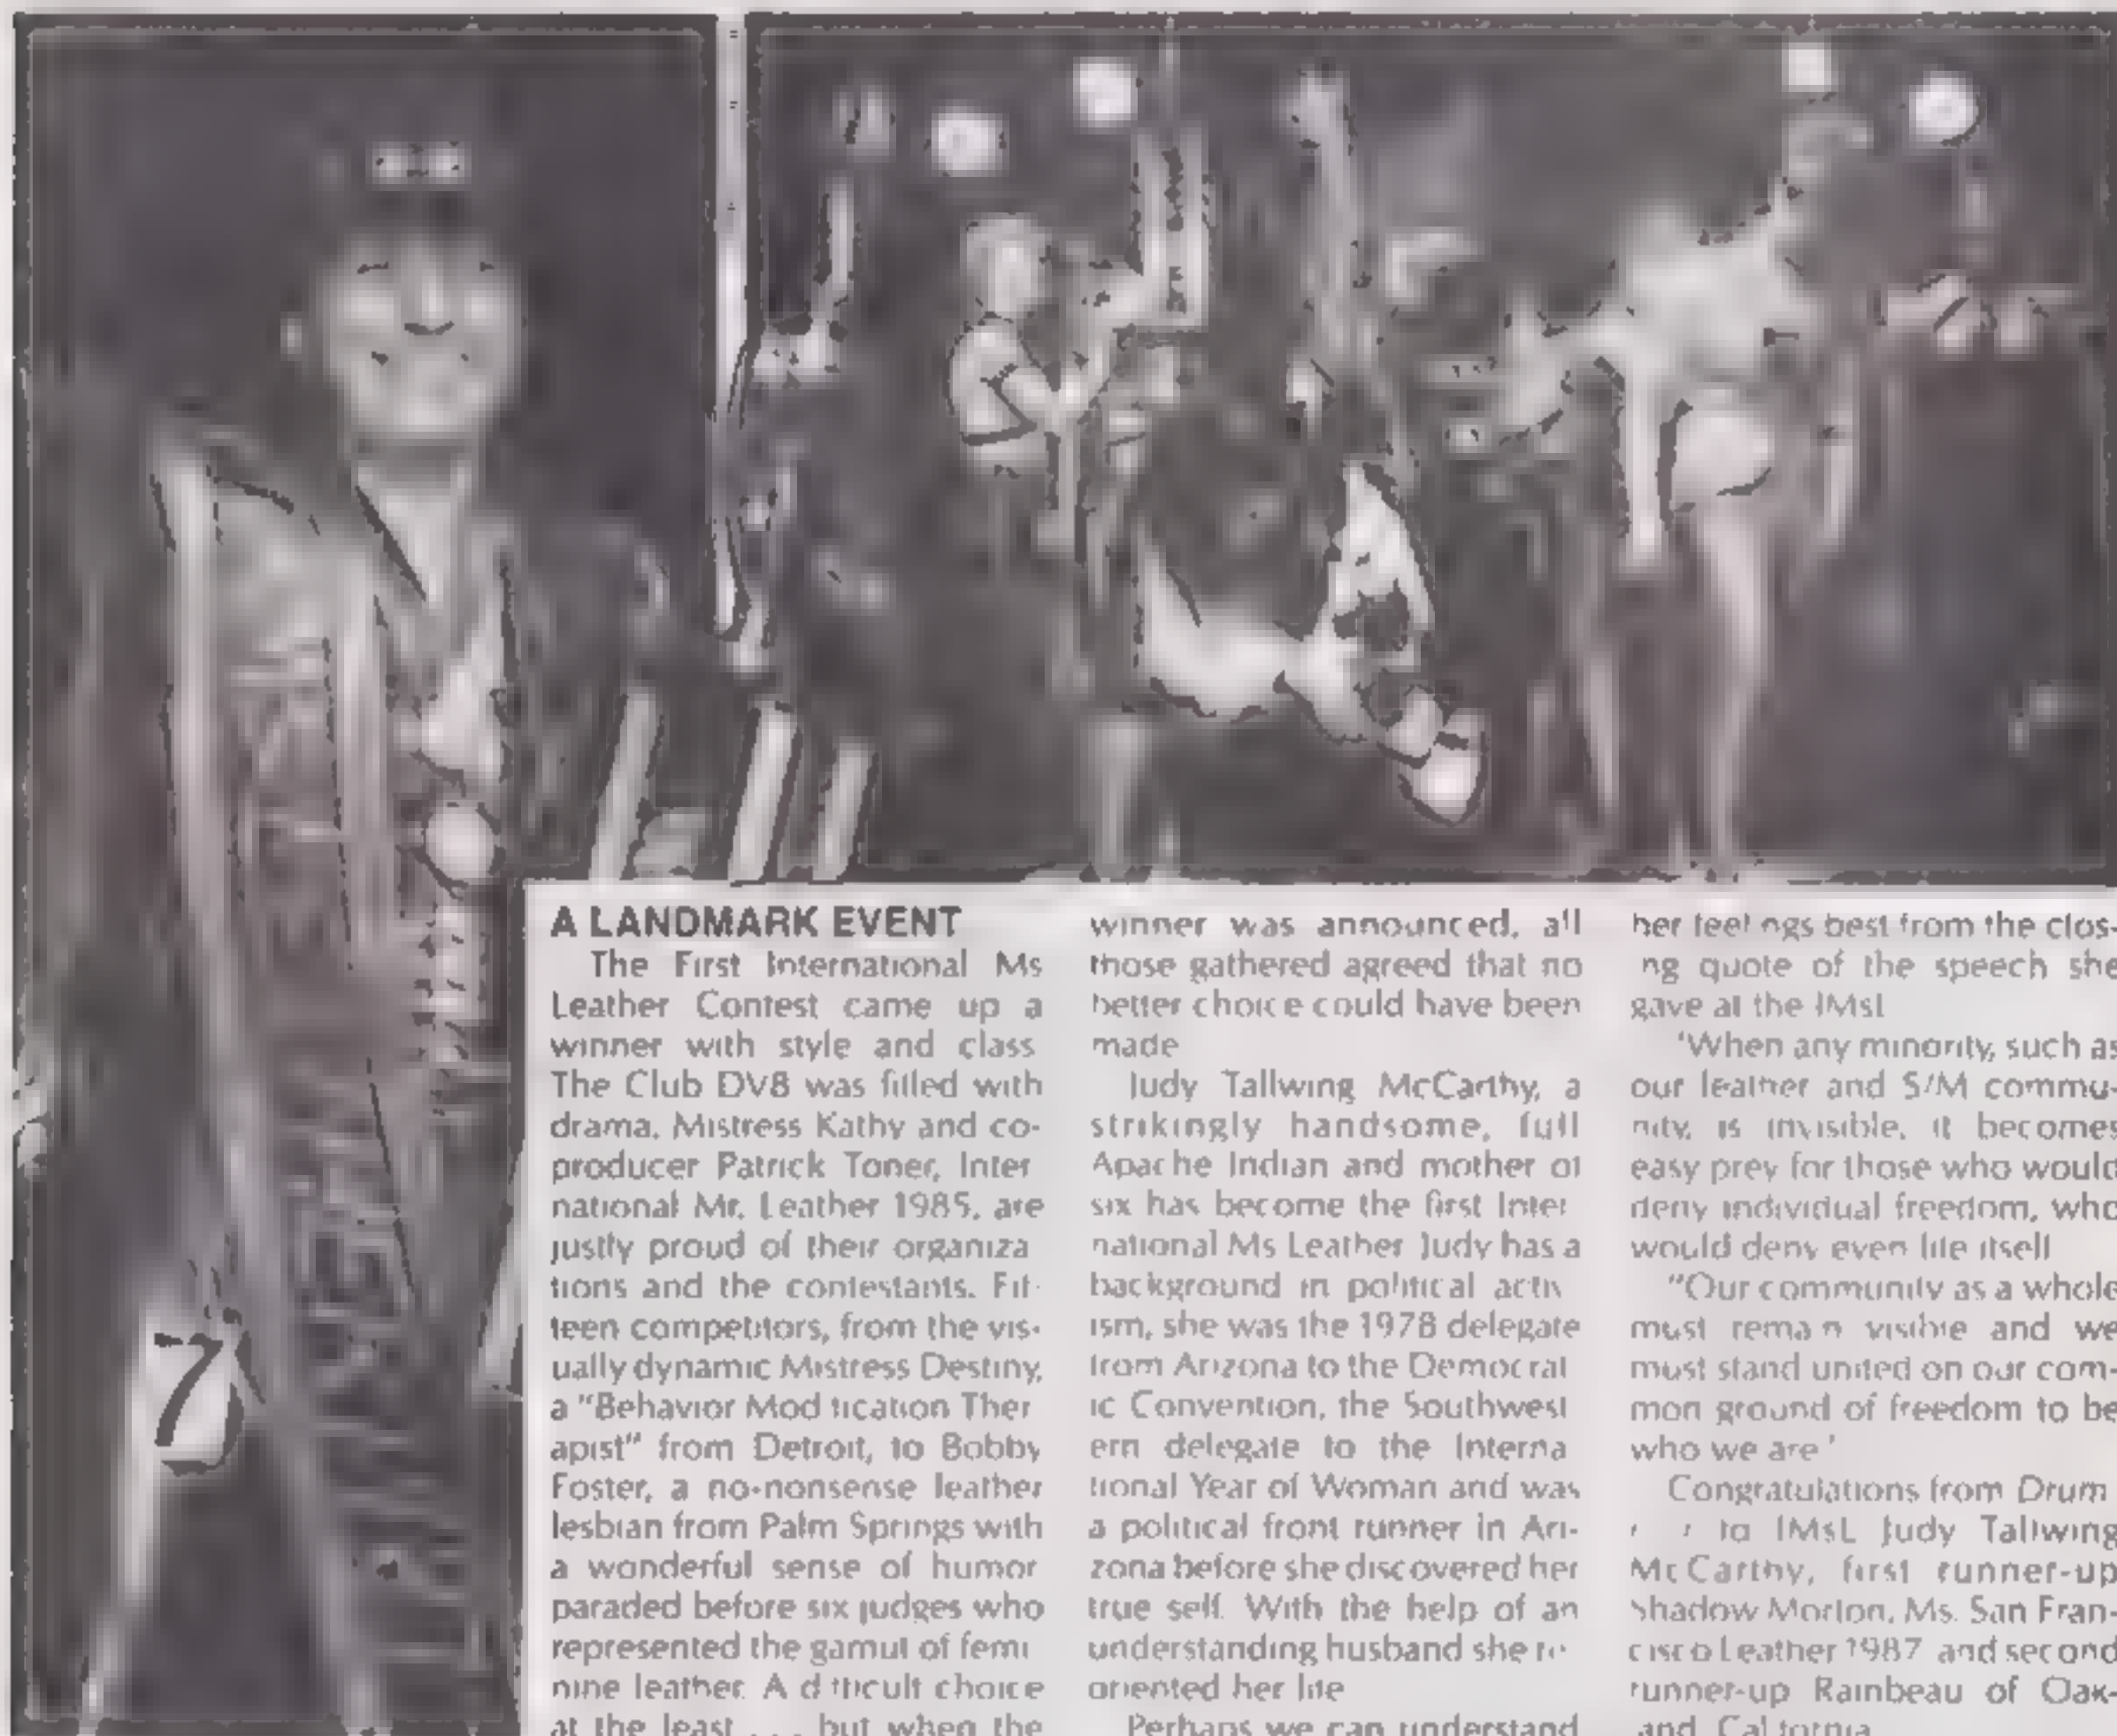 7
A LANDMARK EVENT
The First International Ms
Leather Contest came up a
winner with style and class
The Club DV8 was filled with
drama. Mistress Kathy and co-
producer Patrick Toner, Inter
national Mr. Leather 1985, are
justly proud of their organiza
tions and the contestants. Fif-
teen competitors, from the vis-
ually dynamic Mistress Destiny,
a "Behavior Modification Ther
apist" from Detroit, to Bobby
Foster, a no-nonsense leather
lesbian from Palm Springs with
a wonderful sense of humor
paraded before six judges who
represented the gamut of femi
nine leather. A difficult choice
at the least . . . but when the
winner was announced, all
those gathered agreed that no
better choice could have been
made
Judy Tallwing McCarthy, a
strikingly handsome, full
Apache Indian and mother of
six has become the first Inter
national Ms Leather Judy has a
background in political activ
ism, she was the 1978 delegate
from Arizona to the Democrat
ic Convention, the Southwest
ern delegate to the Interna
tional Year of Woman and was
a political front runner in Ari-
zona before she discovered her
true self. With the help of an
understanding husband she re
oriented her life
Perhaps we can understand
her feelings best from the clos-
ing quote of the speech she
gave at the IMsL
'When any minority, such as
our leather and S/M commu-
nity, is invisible, it becomes
easy prey for those who would
deny individual freedom, who
would deny even life itself
"Our community as a whole
must remain visible and we
must stand united on our com-
mon ground of freedom to be
who we are'
Congratulations from Drum
to IMsL Judy Tallwing
McCarthy, first runner-up
Shadow Morton, Ms. San Fran-
cisco Leather 1987 and second
runner-up Rainbeau of Oak-
land California